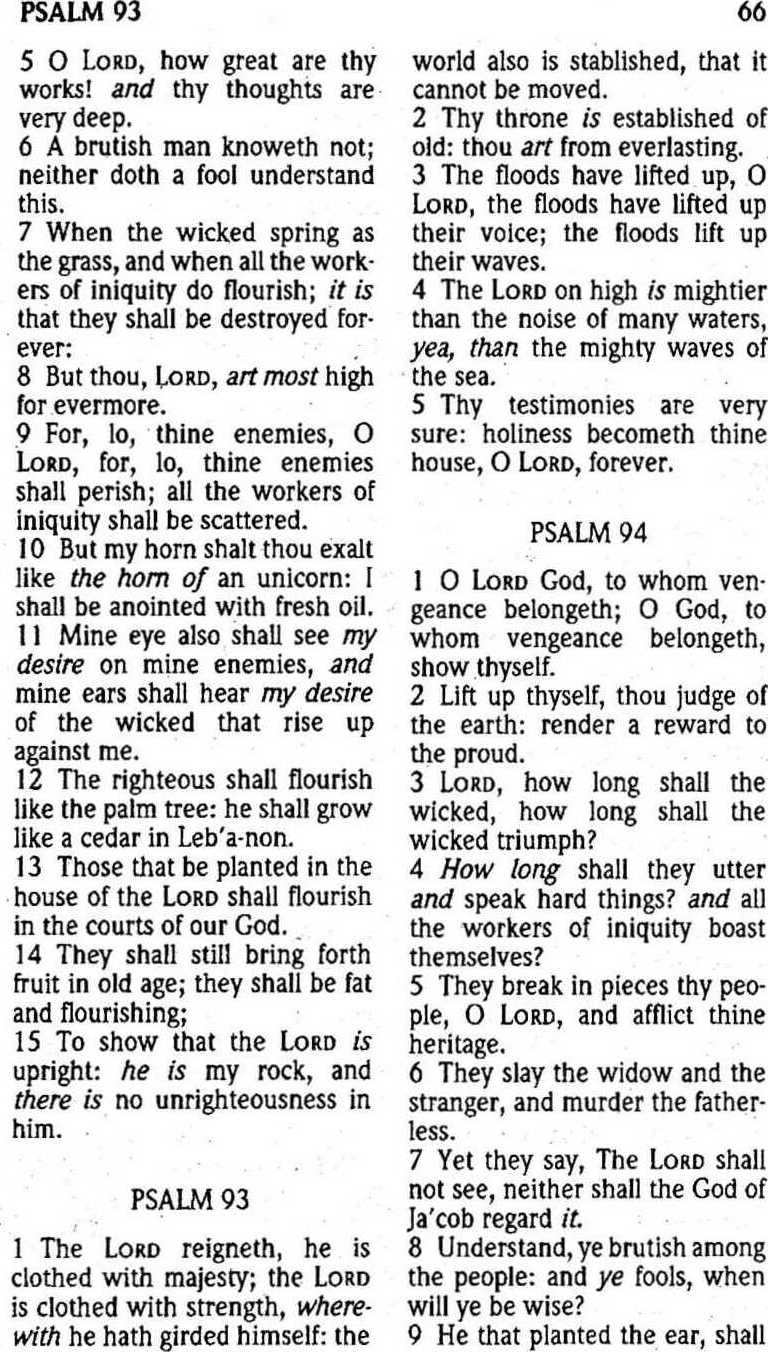 PSALM 93
66
5 O LORD, how great are thy
works! and thy thoughts are
very deep.
6 A brutish man knoweth not;
neither doth a fool understand
this.
7 When the wicked spring as
the grass, and when all the work-
ers of iniquity do flourish; it is
that they shall be destroyed for-
ever:
8 But thou, LORD, art most high
for evermore.
9 For, lo, thine enemies, O
LORD, for, lo, thine enemies
shall perish; all the workers of
iniquity shall be scattered.
10 But my horn shalt thou exalt
like the horn of an unicorn: I
shall be anointed with fresh oil.
11 Mine eye also shall see my
desire on mine enemies, and
mine ears shall hear my desire
of the wicked that rise up
against me.
12 The righteous shall flourish
like the palm tree: he shall grow
like a cedar in Leb'a-non.
13 Those that be planted in the
house of the LORD shall flourish
in the courts of our God.
14 They shall still bring forth
fruit in old age; they shall be fat
and flourishing;
15 To show that the LORD is
upright: he is my rock, and
there is no unrighteousness in
him.
PSALM 93
1 The LORD reigneth, he is
clothed with majesty; the LORD
is clothed with strength, where-
with he hath girded himself: the
world also is stablished, that it
cannot be moved.
2 Thy throne is established of
old: thou art from everlasting.
3 The floods have lifted up, O
LORD, the floods have lifted up
their voice; the floods lift up
their waves.
4 The LORD on high is mightier
than the noise of many waters,
yea, than the mighty waves of
the sea.
5 Thy testimonies are very
sure: holiness becometh thine
house, O LORD, forever.
PSALM 94
1 O LORD God, to whom ven-
geance belongeth; O God, to
whom vengeance belongeth,
show thyself.
2 Lift up thyself, thou judge of
the earth: render a reward to
the proud.
3 LORD, how long shall the
wicked, how long shall the
wicked triumph?
4 How long shall they utter
and speak hard things? and all
the workers of iniquity boast
themselves?
5 They break in pieces thy peo-
ple, O LORD, and afflict thine
heritage.
6 They slay the widow and the
stranger, and murder the father-
less.
7 Yet they say, The LORD shall
not see, neither shall the God of
Ja'cob regard it.
8 Understand, ye brutish among
the people: and ye fools, when
will ye be wise?
9 He that planted the ear, shall